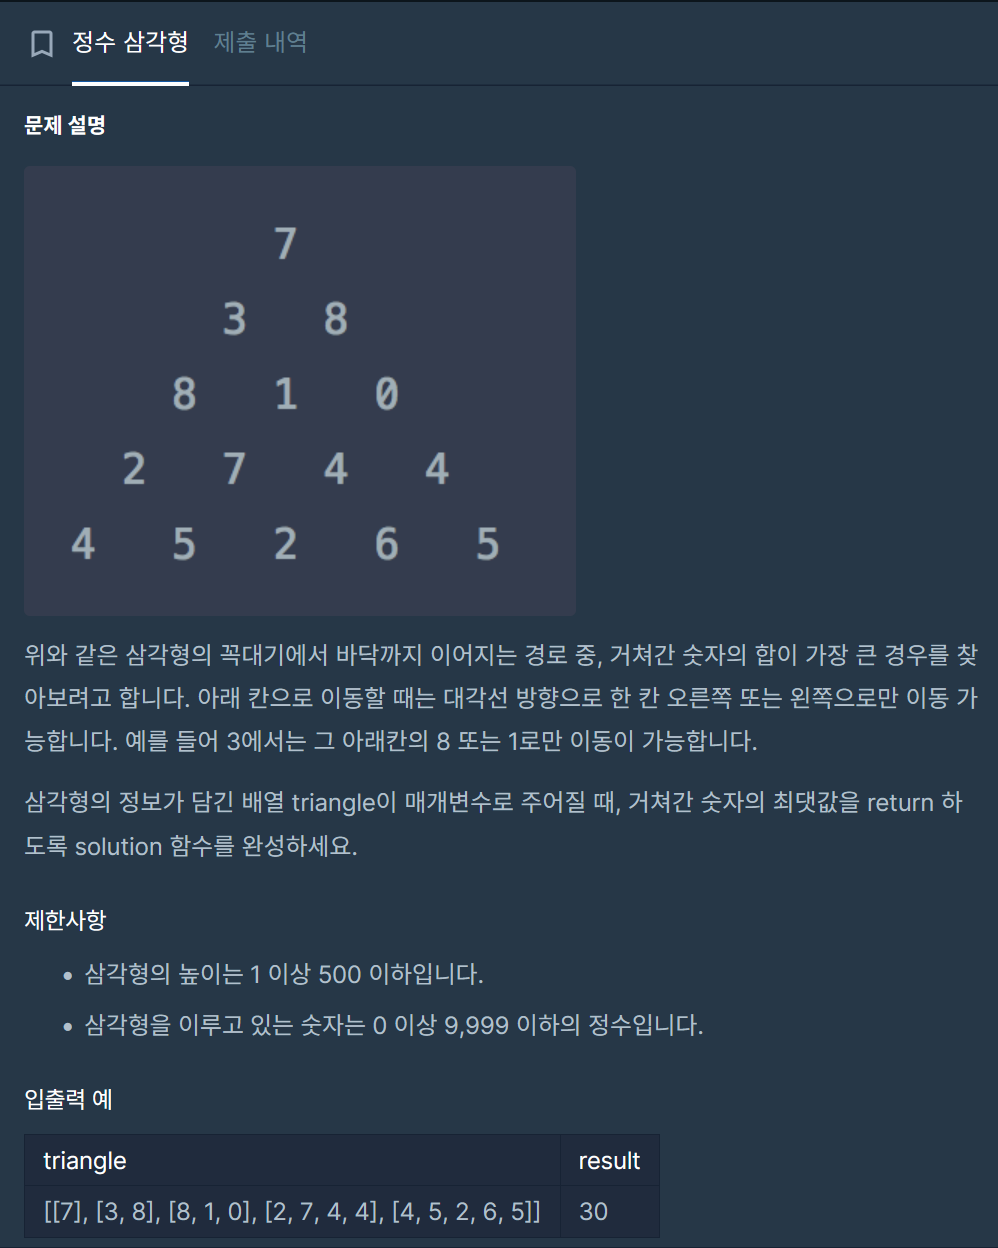 정수 삼각형 제출 내역
문제 설명
7
3 8
8 1 0
2 7 4 4
4 5 2 6 5
위와 같은 삼각형의 꼭대기에서 바닥까지 이어지는 경로 중, 거쳐간 숫자의 합이 가장 큰 경우를 찾
아보려고 합니다. 아래 칸으로 이동할 때는 대각선 방향으로 한 칸 오른쪽 또는 왼쪽으로만 이동 가
능합니다. 예를 들어 3에서는 그 아래칸의 8 또는 1로만 이동이 가능합니다.
삼각형의 정보가 담긴 배열 triangle이 매개변수로 주어질 때, 거쳐간 숫자의 최댓값을 return 하
도록 solution 함수를 완성하세요.
제한사항
• 삼각형의 높이는 1 이상 500 이하입니다.
• 삼각형을 이루고 있는 숫자는 0 이상 9,999 이하의 정수입니다.
입출력 예
triangle result
[[7], [3, 8], [8, 1, 0], [2, 7, 4, 4], [4, 5, 2, 6, 5]] 30